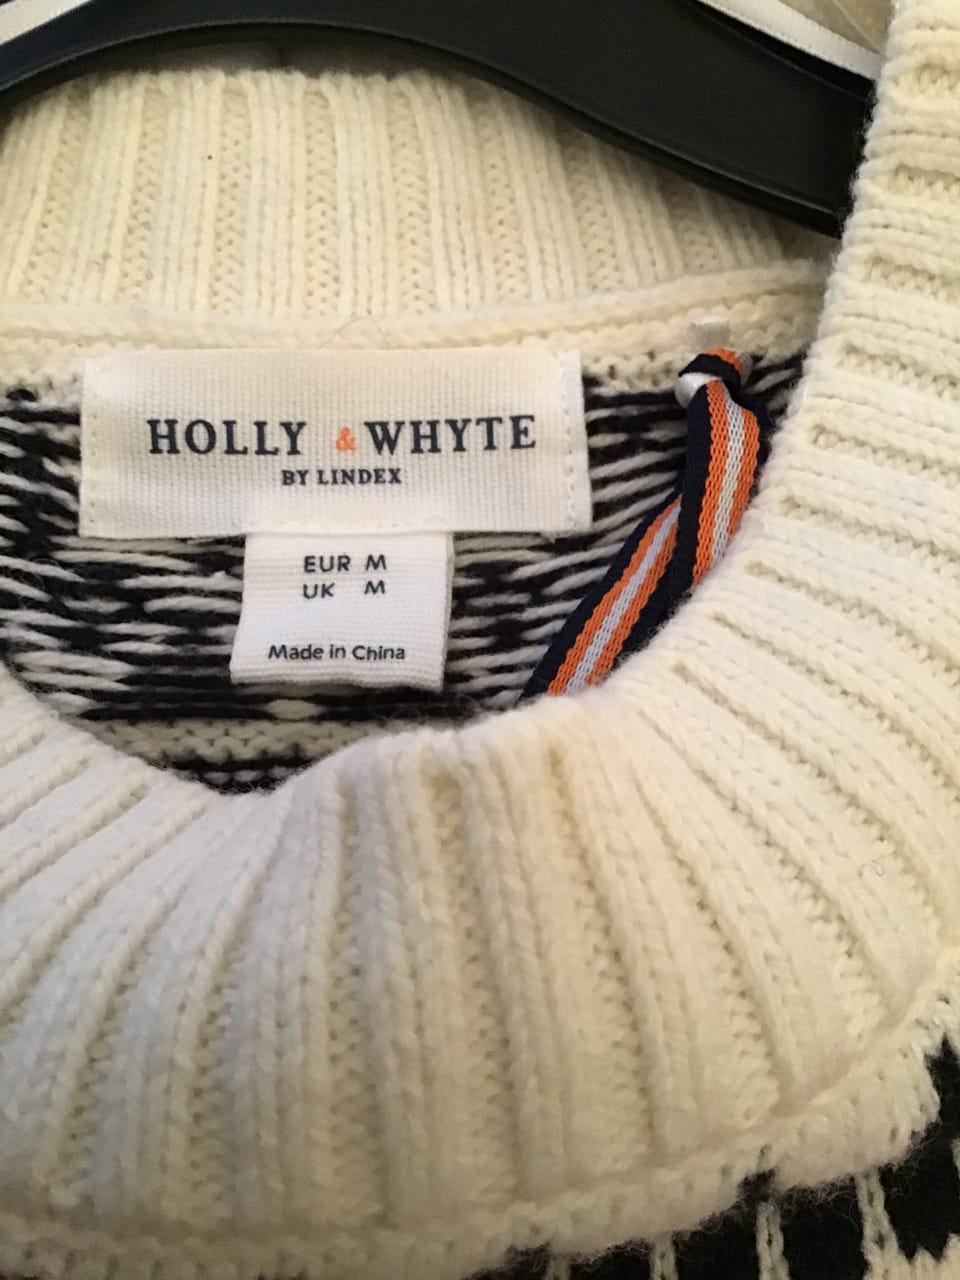 HOLLY & WHYTE
BY LINDEX
EUR M
UK M
Made in China